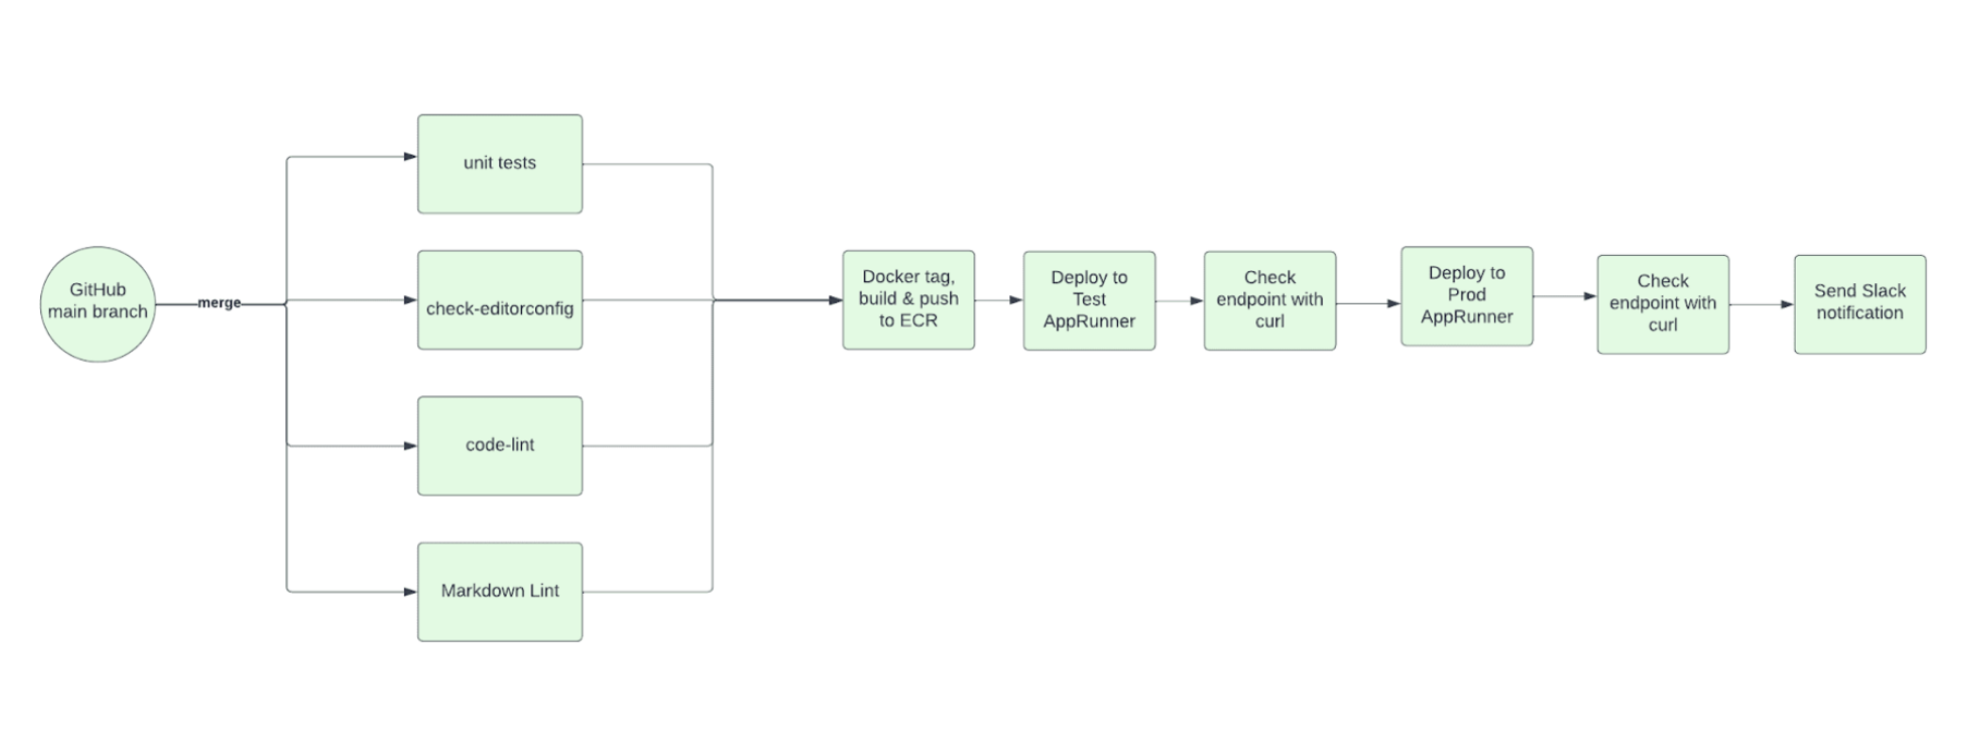 GitHub
main branch
merge
unit tests
check-editorconfig
code-lint
Markdown Lint
Docker tag,
build & push
to ECR
Deploy to
Test
AppRunner
Check
endpoint with
curl
Deploy to
Prod
AppRunner
Check
endpoint with
curl
Send Slack
notification